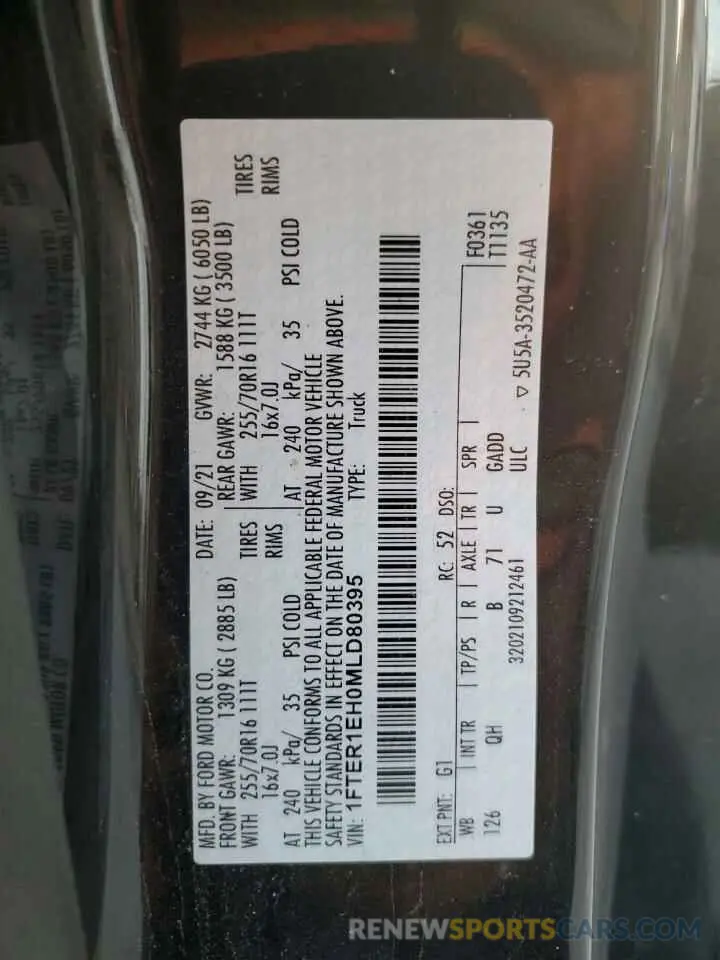 MFD. BY FORD MOTOR CO.
DATE: 09/21 GVWR: 2744 KG ( 6050 LB)
FRONT GAWR: 1309 KG ( 2885 LB)
REAR GAWR: 1588 KG ( 3500 LB)
WITH 255/70R16 111T TIRES
WITH 255/70R16 111T TIRES
16x7.0J RIMS
16x7.0J RIMS
AT 240 kPa/ 35 PSI COLD
AT 240 kPa/ 35 PSI COLD
THIS VEHICLE CONFORMS TO ALL APPLICABLE FEDERAL MOTOR VEHICLE
SAFETY STANDARDS IN EFFECT ON THE DATE OF MANUFACTURE SHOWN ABOVE.
VIN: 1FTER1EH0MLD80395 TYPE: Truck
EXT PNT: G1 RC: 52 DSO: F0361
WB INT TR TP/PS R AXLE TR SPR T1135
126 QH B 71 U GADD
3202109212461 ULC ▽ 5U5A-3520472-AA
RENEWSPORTSCARS.COM